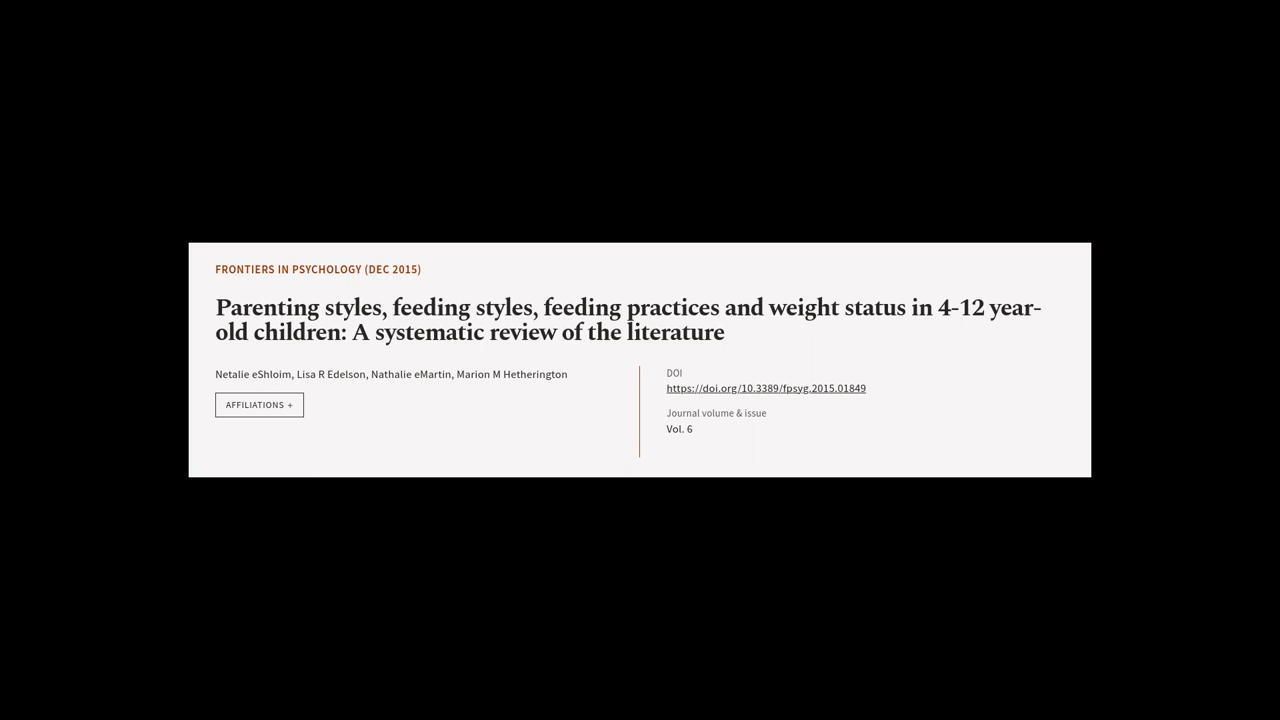 FRONTIERS IN PSYCHOLOGY (DEC 2015)
Parenting styles, feeding styles, feeding practices and weight status in 4-12 year-
old children: A systematic review of the literature
Netalie eShloim, Lisa R Edelson, Nathalie eMartin, Marion M Hetherington
AFFILIATIONS +
DOI
https://doi.org/10.3389/fpsyg.2015.01849
Journal volume & issue
Vol. 6